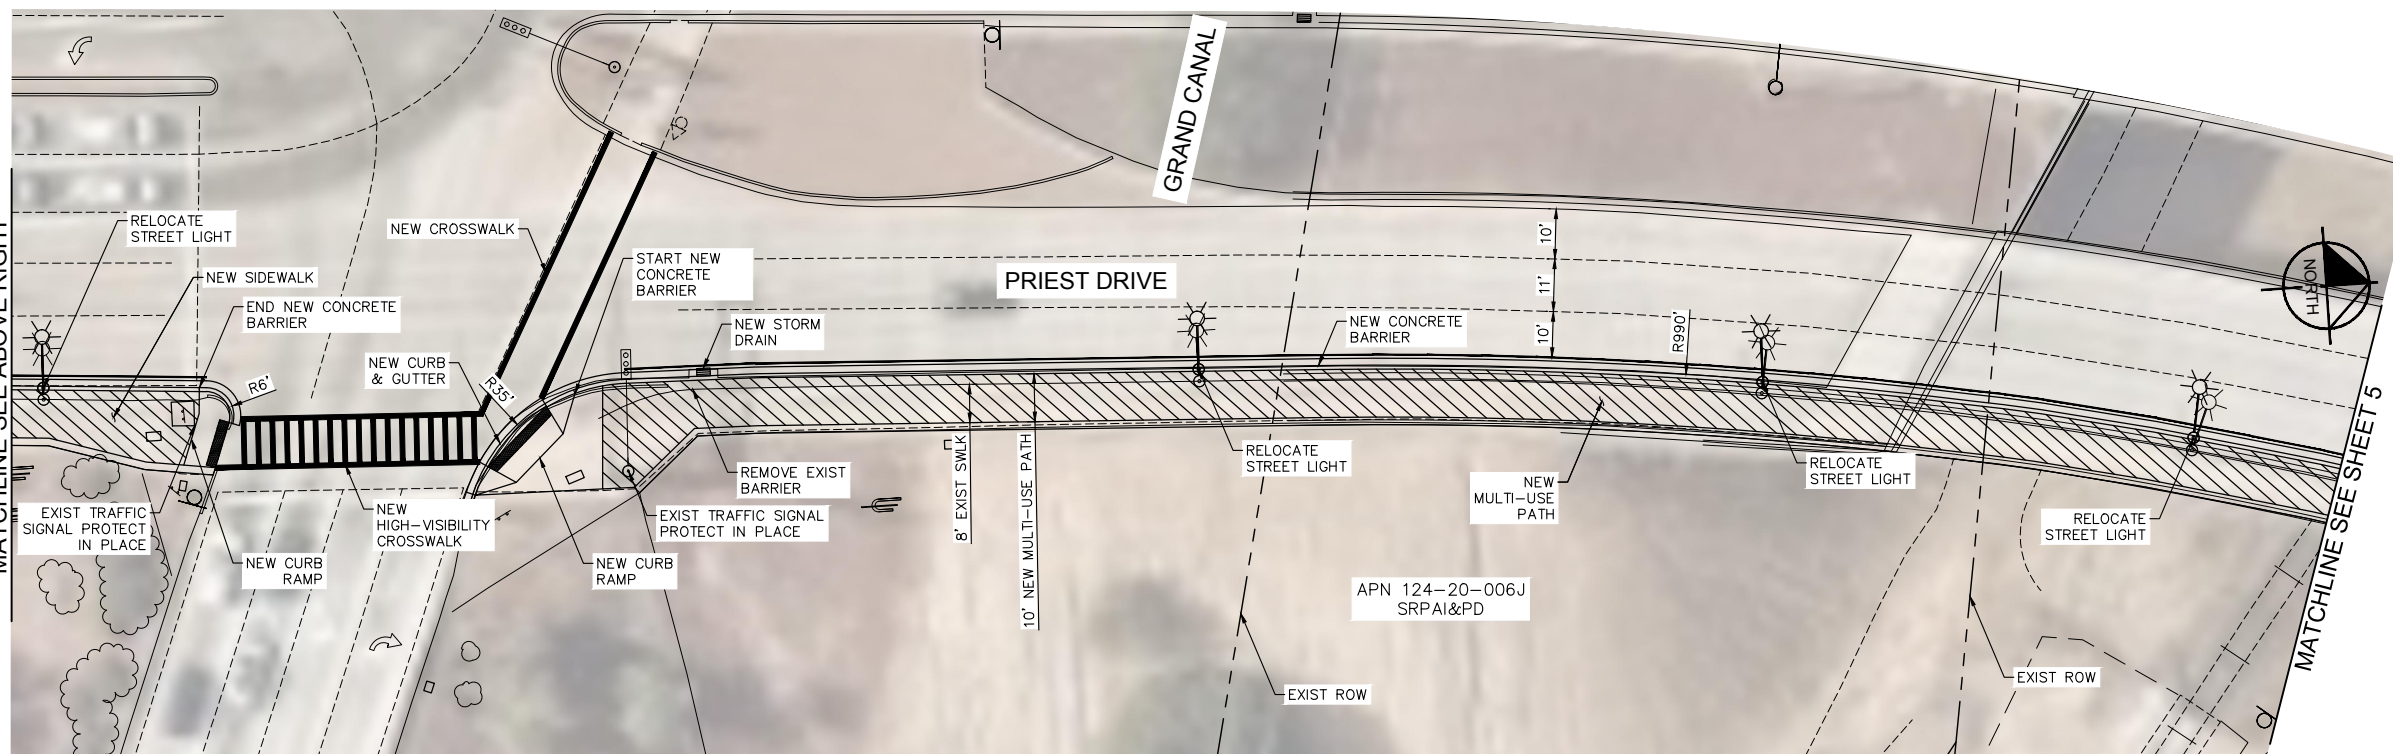 GRAND CANAL
RELOCATE
STREET LIGHT
NEW CROSSWALK
START NEW
CONCRETE
BARRIER
PRIEST DRIVE
10'
11'
10'
NORTH
NEW SIDEWALK
END NEW CONCRETE
BARRIER
NEW STORM
DRAIN
NEW CONCRETE
BARRIER
R990'
NEW CURB
& GUTTER
R6'
R35'
MATCHLINE SEE ABOVE RIGHT
8' EXIST SWLK
10' NEW MULTI-USE PATH
REMOVE EXIST
BARRIER
RELOCATE
STREET LIGHT
NEW
MULTI-USE
PATH
RELOCATE
STREET LIGHT
RELOCATE
STREET LIGHT
MATCHLINE SEE SHEET 5
EXIST TRAFFIC
SIGNAL PROTECT
IN PLACE
NEW
HIGH-VISIBILITY
CROSSWALK
EXIST TRAFFIC SIGNAL
PROTECT IN PLACE
NEW CURB
RAMP
NEW CURB
RAMP
APN 124-20-006J
SRPAI&PD
EXIST ROW
EXIST ROW